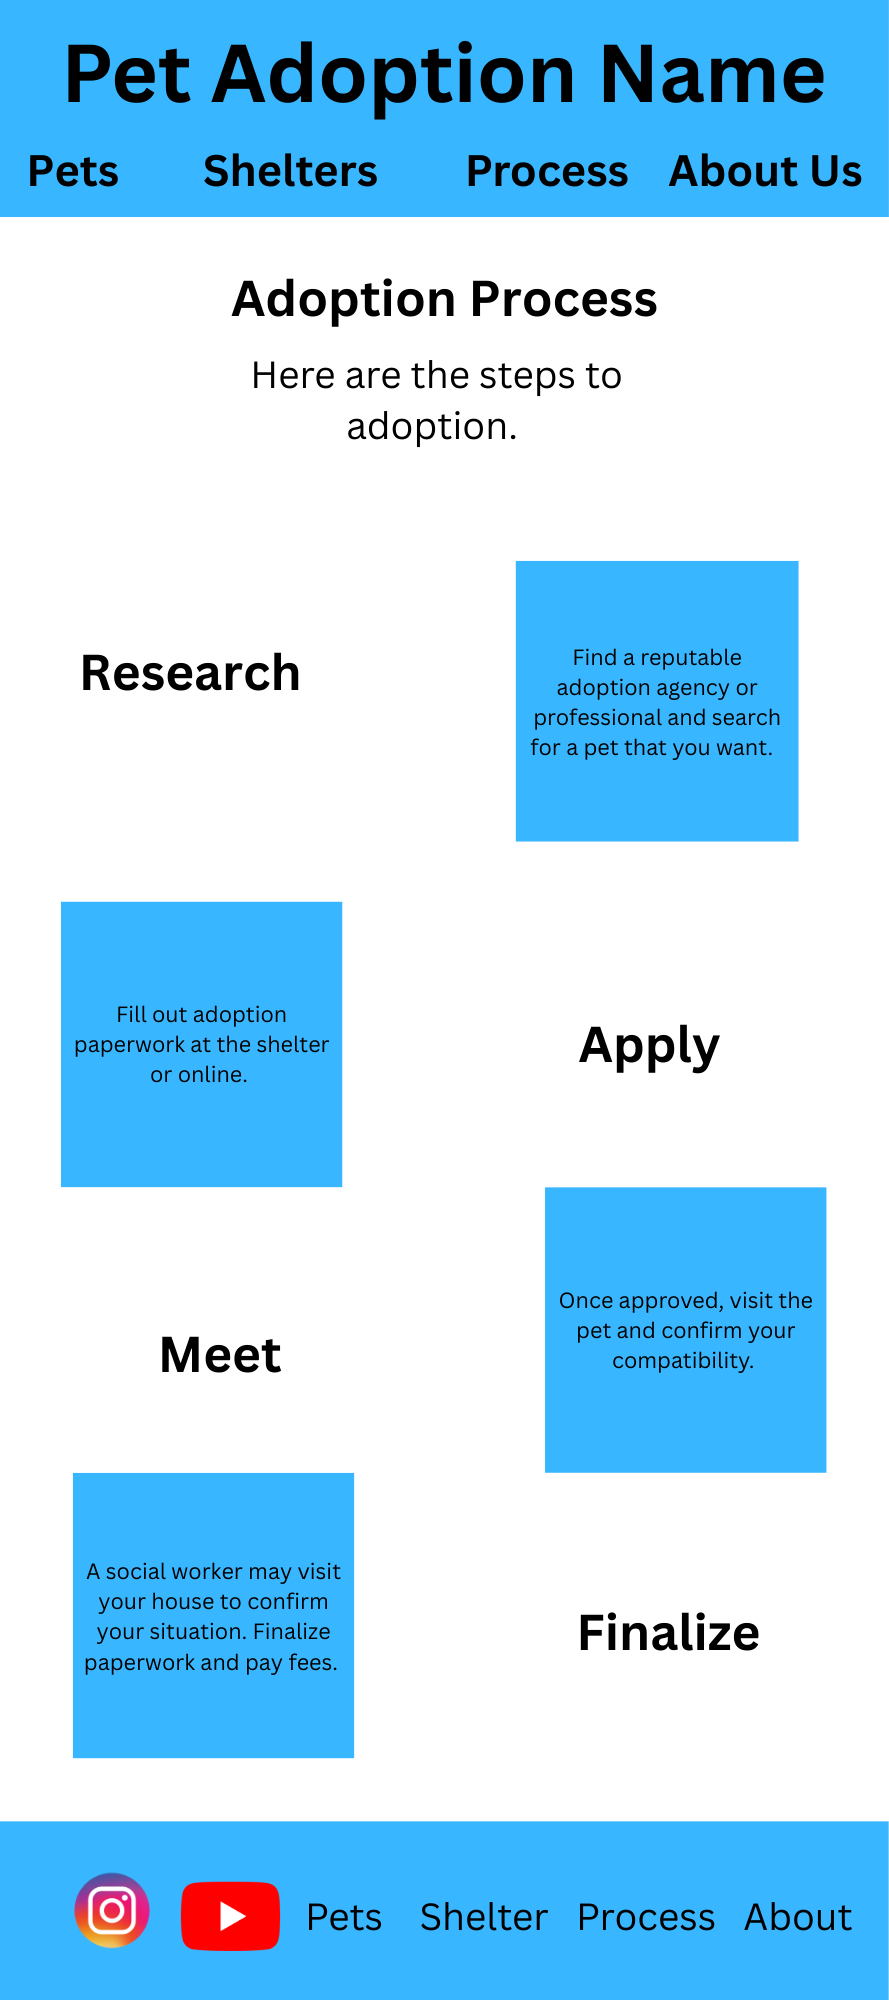 Pet Adoption Name
Pets Shelters Process About Us
Adoption Process
Here are the steps to
adoption.
Research
Find a reputable
adoption agency or
professional and search
for a pet that you want.
Fill out adoption
paperwork at the shelter
or online.
Apply
Meet
Once approved, visit the
pet and confirm your
compatibility.
A social worker may visit
your house to confirm
your situation. Finalize
paperwork and pay fees.
Finalize
Pets Shelter Process About